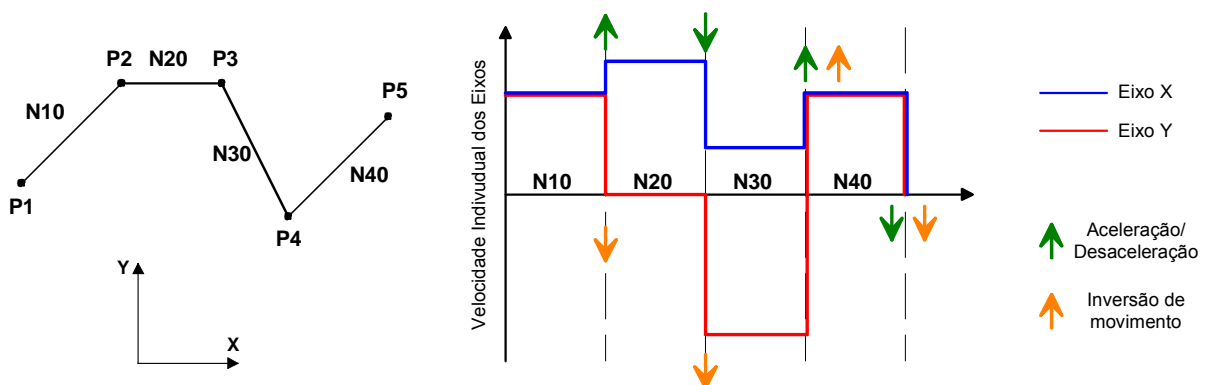 P2
N20
P3
P5
N10
N30
N40
P1
P4
Y
X
Velocidade Indivudual dos Eixos
N10
N20
N30
N40
Eixo X
Eixo Y
Aceleração/
Desaceleração
Inversão de
movimento